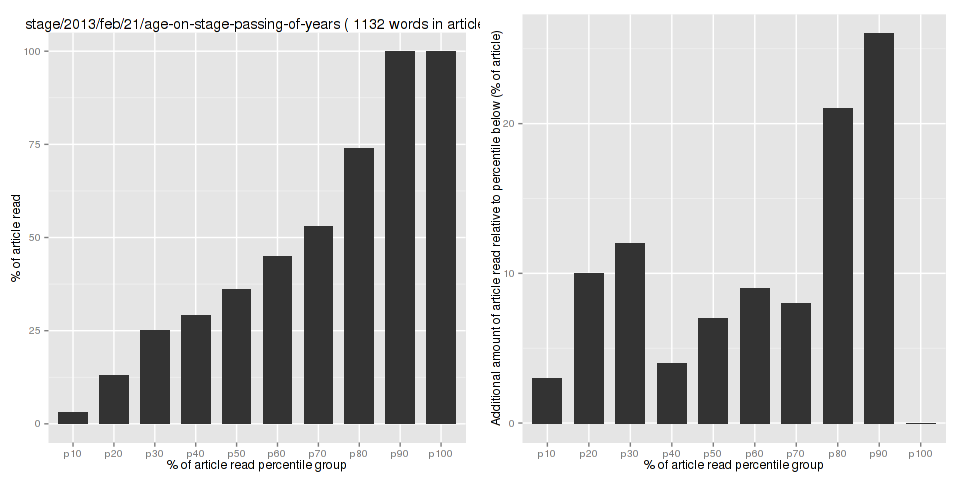 stage/2013/feb/21/age-on-stage-passing-of-years ( 1132 words in article
% of article read
100
75
50
25
0
p10 p20 p30 p40 p50 p60 p70 p80 p90 p100
% of article read percentile group
Additional amount of article read relative to percentile below (% of article)
20
10
0
p10 p20 p30 p40 p50 p60 p70 p80 p90 p100
% of article read percentile group